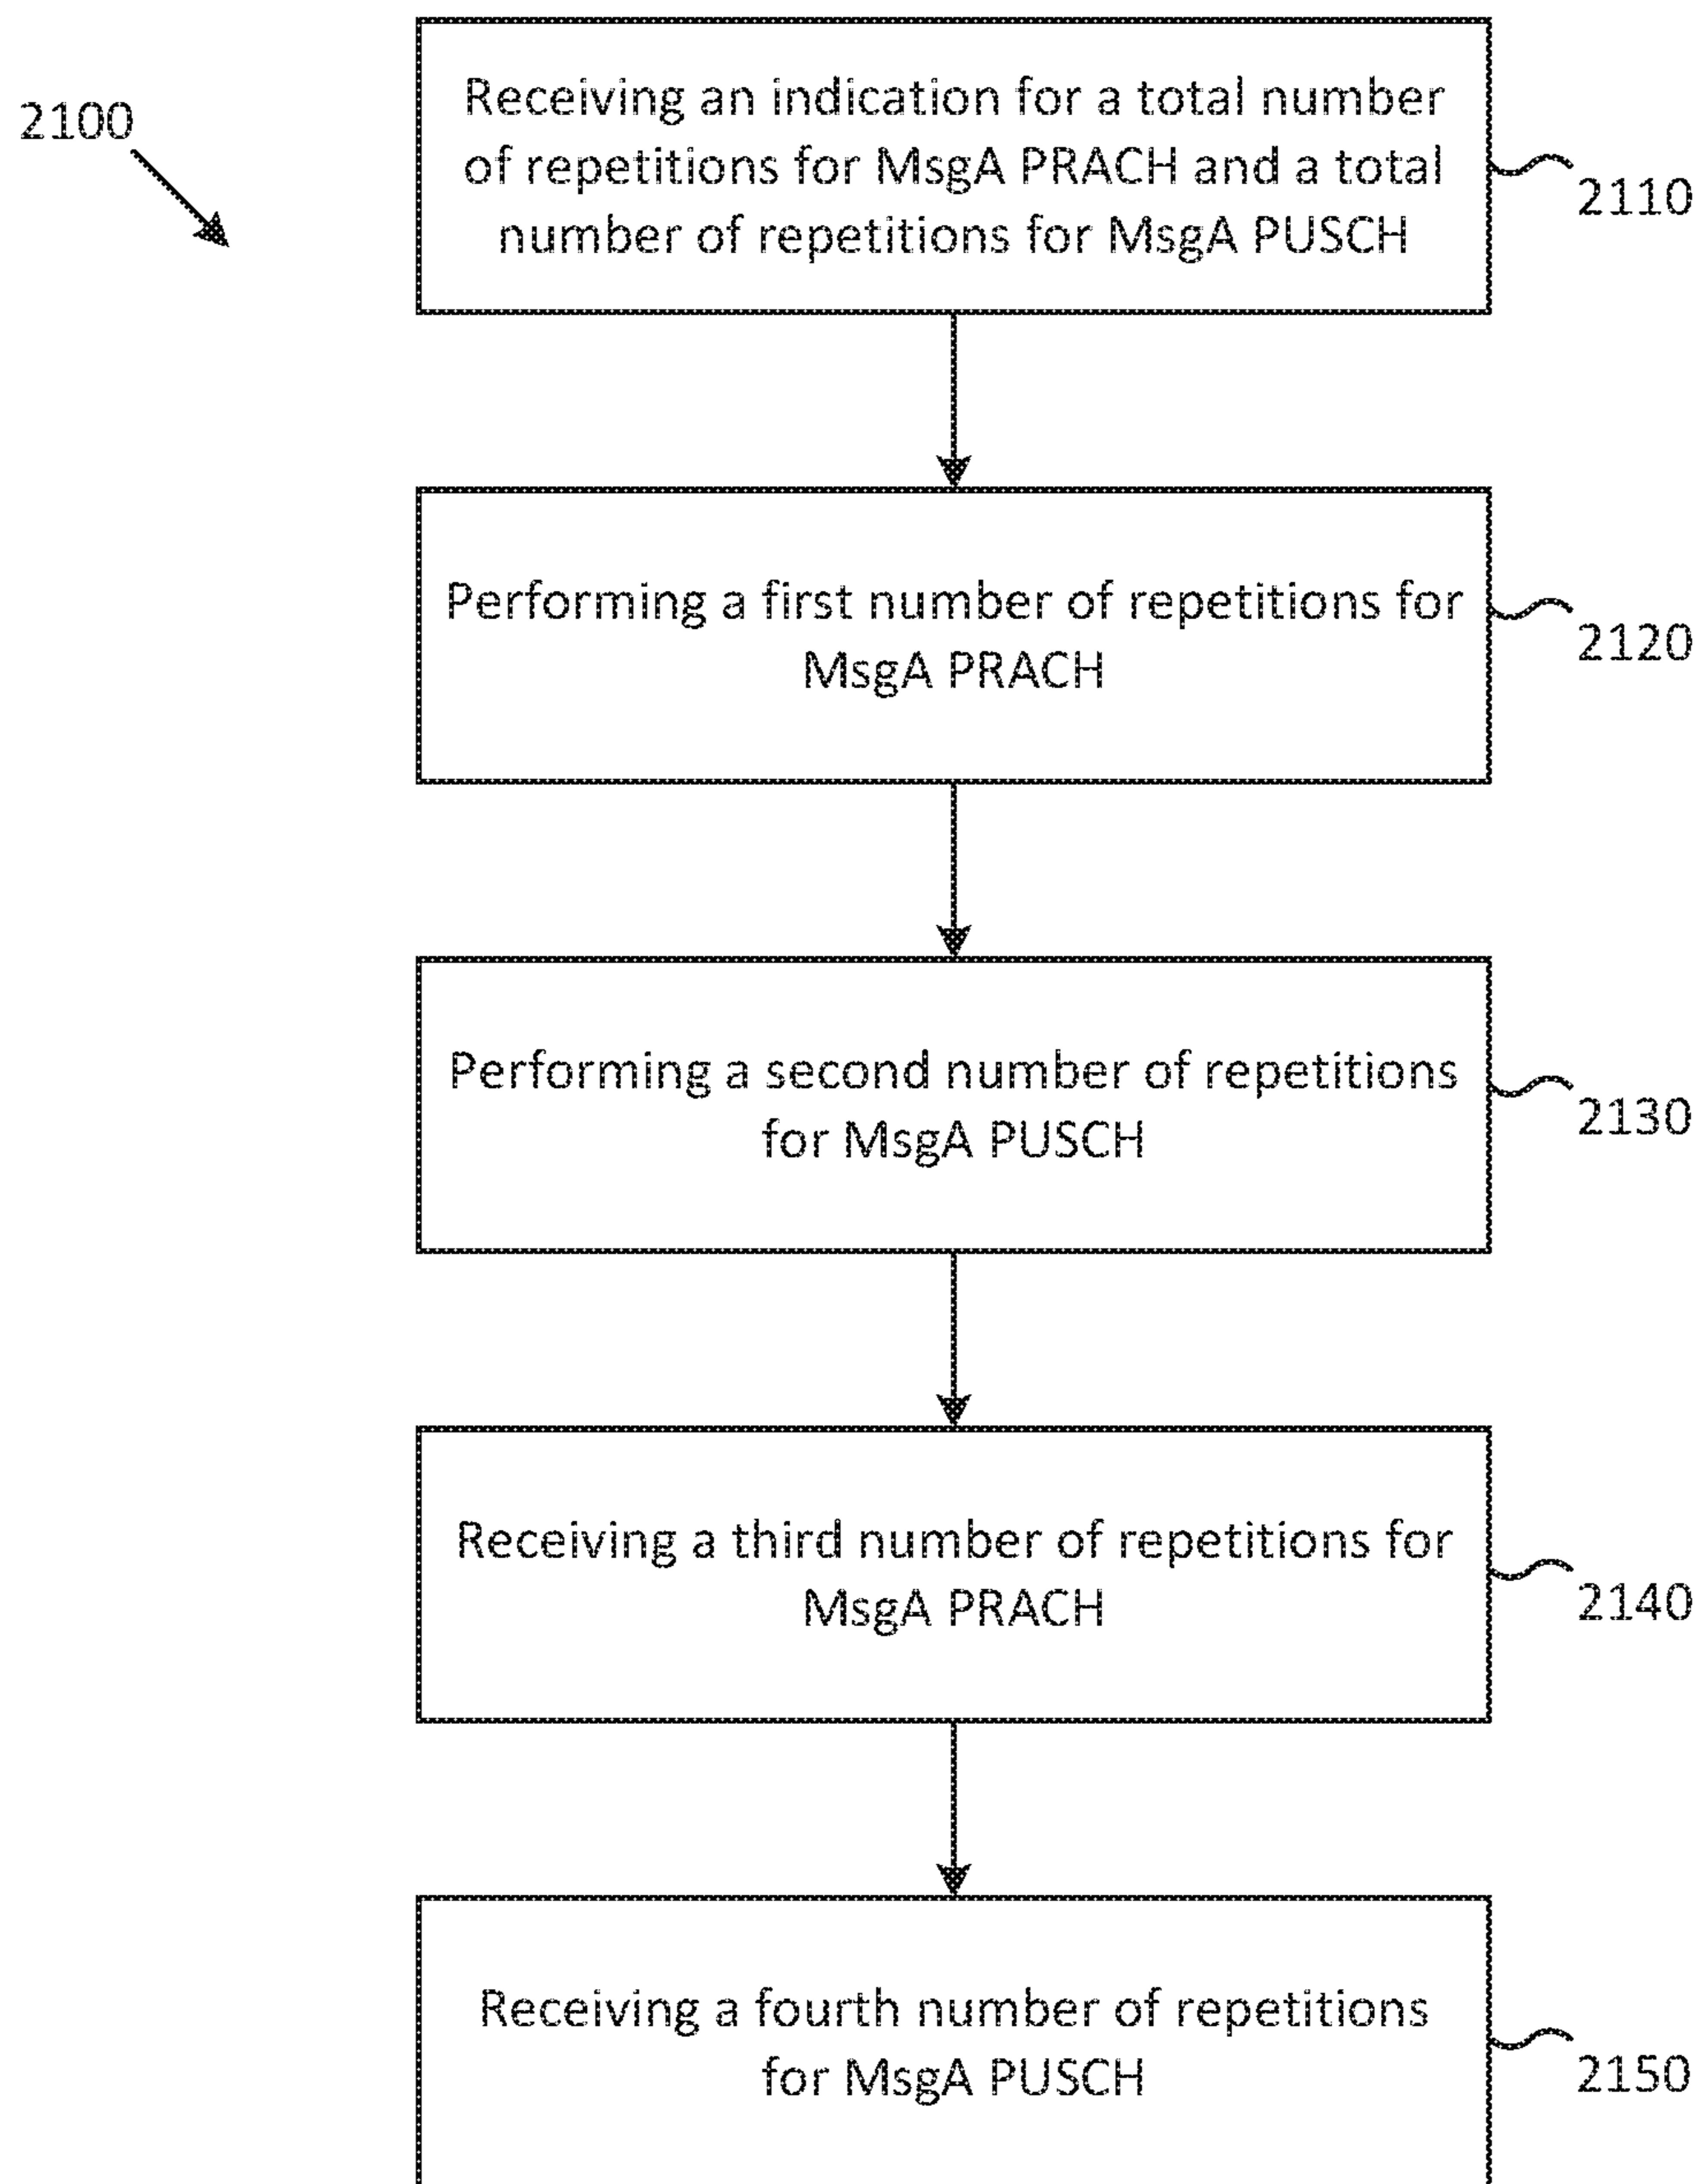 2100
Receiving an indication for a total number
of repetitions for MsgA PRACH and a total
number of repetitions for MsgA PUSCH
2110
Performing a first number of repetitions for
MsgA PRACH
2120
Performing a second number of repetitions
for MsgA PUSCH
2130
Receiving a third number of repetitions for
MsgA PRACH
2140
Receiving a fourth number of repetitions
for MsgA PUSCH
2150